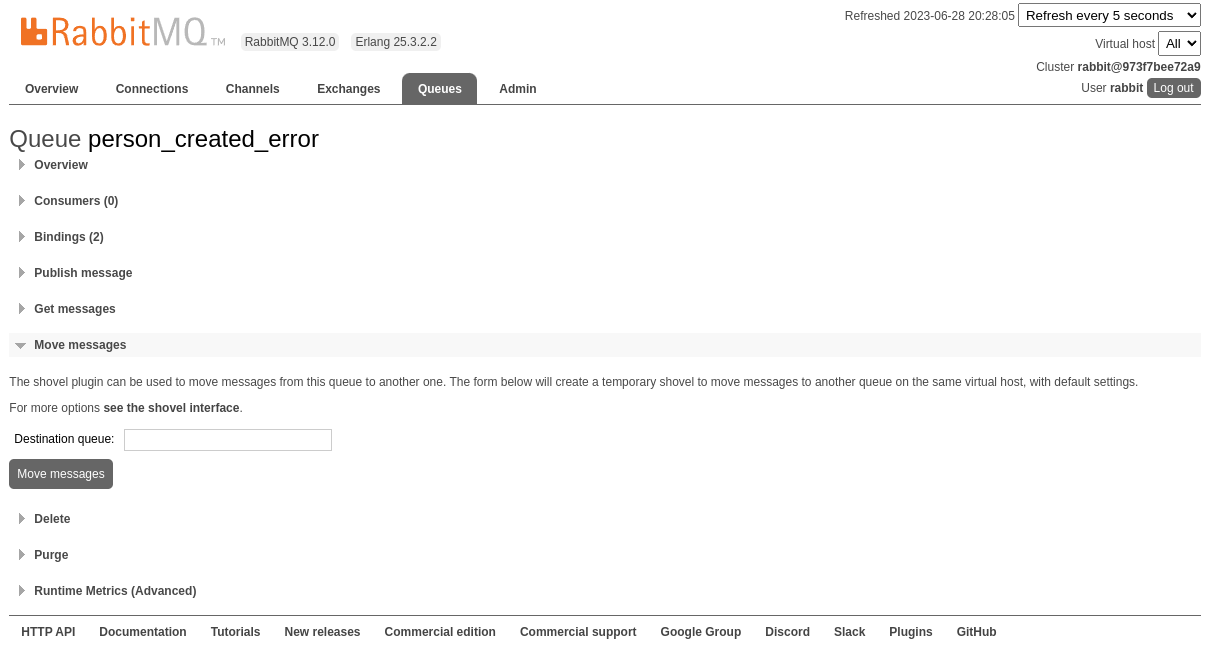 RabbitMQ TM RabbitMQ 3.12.0 Erlang 25.3.2.2
Refreshed 2023-06-28 20:28:05 Refresh every 5 seconds
Virtual host All
Cluster rabbit@973f7bee72a9
User rabbit Log out
Overview Connections Channels Exchanges Queues Admin
Queue person_created_error
Overview
Consumers (0)
Bindings (2)
Publish message
Get messages
Move messages
The shovel plugin can be used to move messages from this queue to another one. The form below will create a temporary shovel to move messages to another queue on the same virtual host, with default settings.
For more options see the shovel interface.
Destination queue:
Move messages
Delete
Purge
Runtime Metrics (Advanced)
HTTP API Documentation Tutorials New releases Commercial edition Commercial support Google Group Discord Slack Plugins GitHub